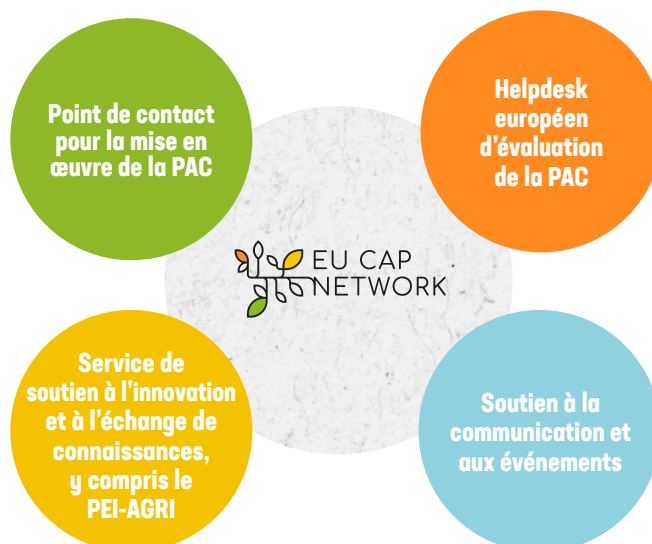 Point de contact
pour la mise en
œuvre de la PAC
Helpdesk
européen
d'évaluation
de la PAC
EU CAP
NETWORK
Service de
soutien à l'innovation
et à l'échange de
connaissances,
y compris le
PEI-AGRI
Soutien à la
communication et
aux événements